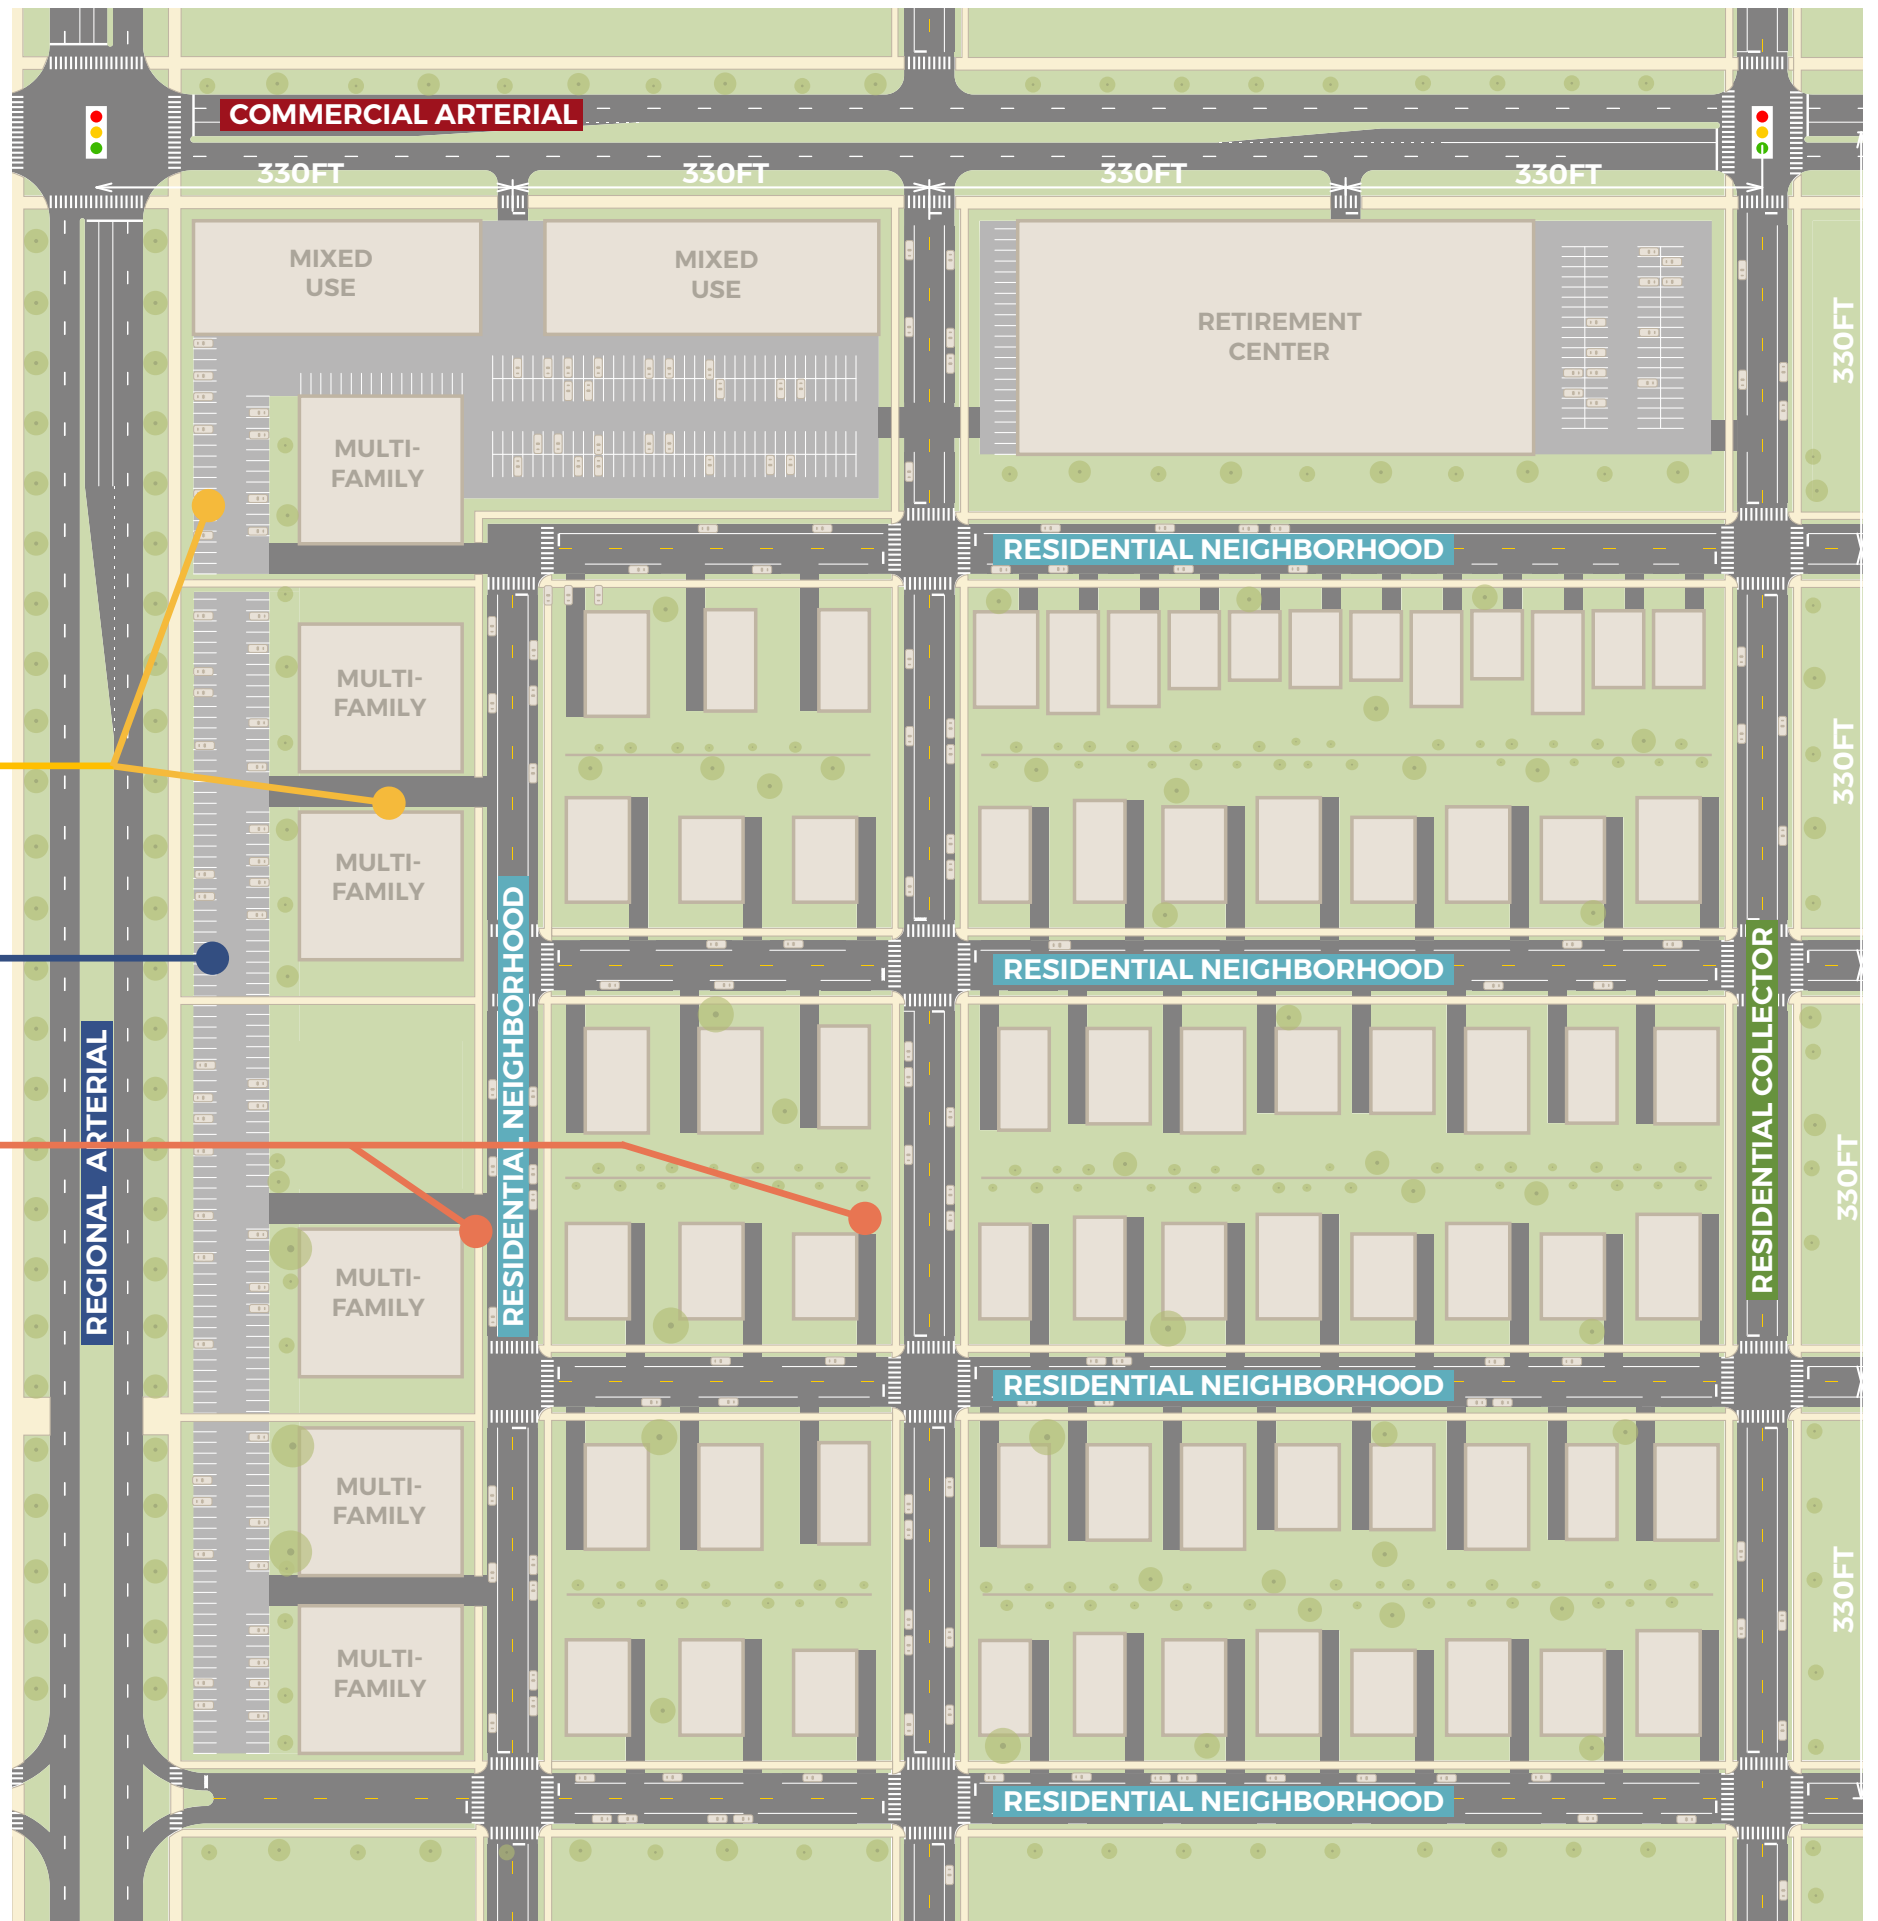 COMMERCIAL ARTERIAL
330FT
330FT
330FT
330FT
MIXED
USE
MIXED
USE
RETIREMENT
CENTER
330FT
MULTI-
FAMILY
RESIDENTIAL NEIGHBORHOOD
MULTI-
FAMILY
330FT
MULTI-
FAMILY
RESIDENTIAL NEIGHBORHOOD
RESIDENTIAL NEIGHBORHOOD
RESIDENTIAL COLLECTOR
REGIONAL ARTERIAL
330FT
MULTI-
FAMILY
RESIDENTIAL NEIGHBORHOOD
MULTI-
FAMILY
330FT
MULTI-
FAMILY
RESIDENTIAL NEIGHBORHOOD